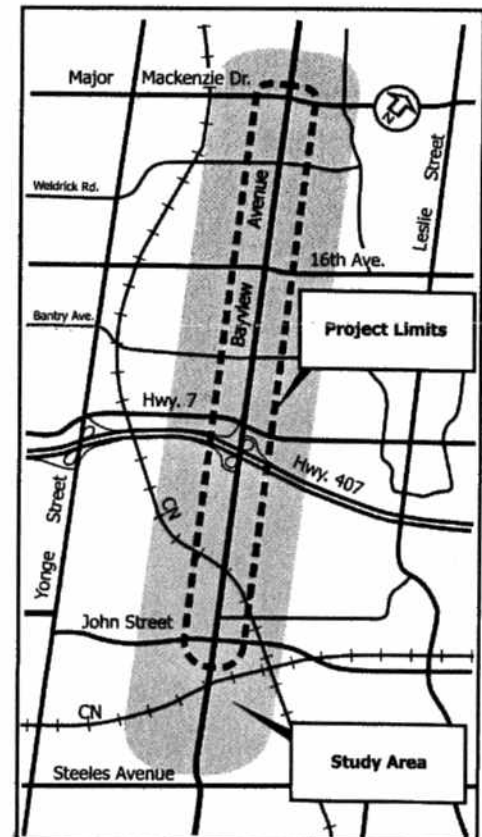 Major Mackenzie Dr.
N
Leslie Street
Weldrick Rd.
Bayview Avenue
16th Ave.
Bantry Ave.
Project Limits
Hwy. 7
Hwy. 407
Yonge Street
CN
John Street
CN
Study Area
Steeles Avenue